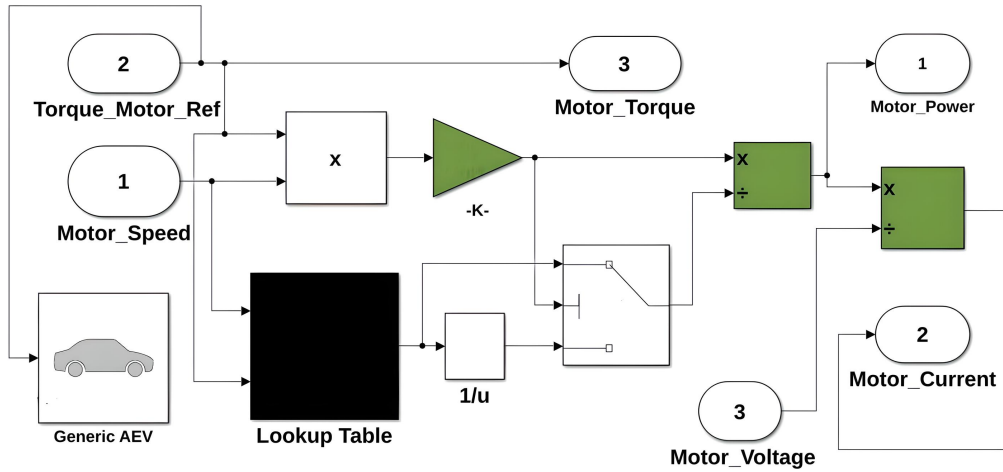 2
Torque_Motor_Ref
3
Motor_Torque
1
Motor_Power
x
-K-
x
÷
1
Motor_Speed
x
÷
Generic AEV
Lookup Table
1/u
2
Motor_Current
3
Motor_Voltage